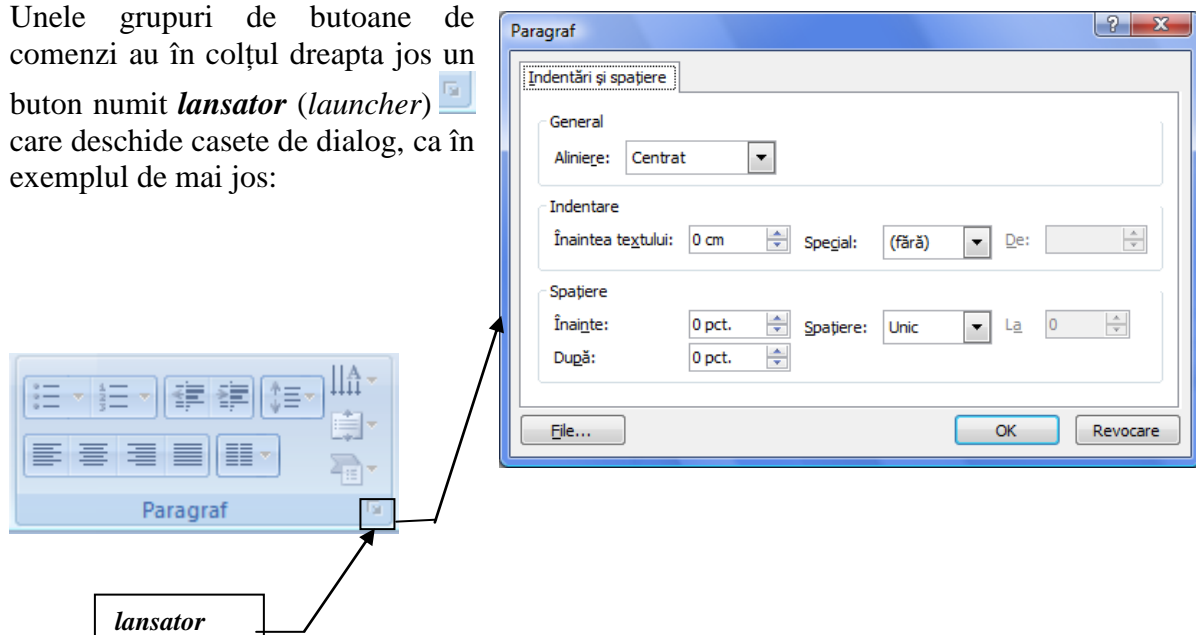 Unele grupuri de butoane de
comenzi au în colțul dreapta jos un
buton numit lansator (launcher)
care deschide casete de dialog, ca în
exemplul de mai jos:
Paragraf
Indentări și spațiere
General
Aliniere: Centrat
Indentare
Înaintea textului: 0 cm Special: (fără) De:
Spațiere
Înainte: 0 pct. Spațiere: Unic La 0
După: 0 pct.
File... OK Revocare
Paragraf
lansator